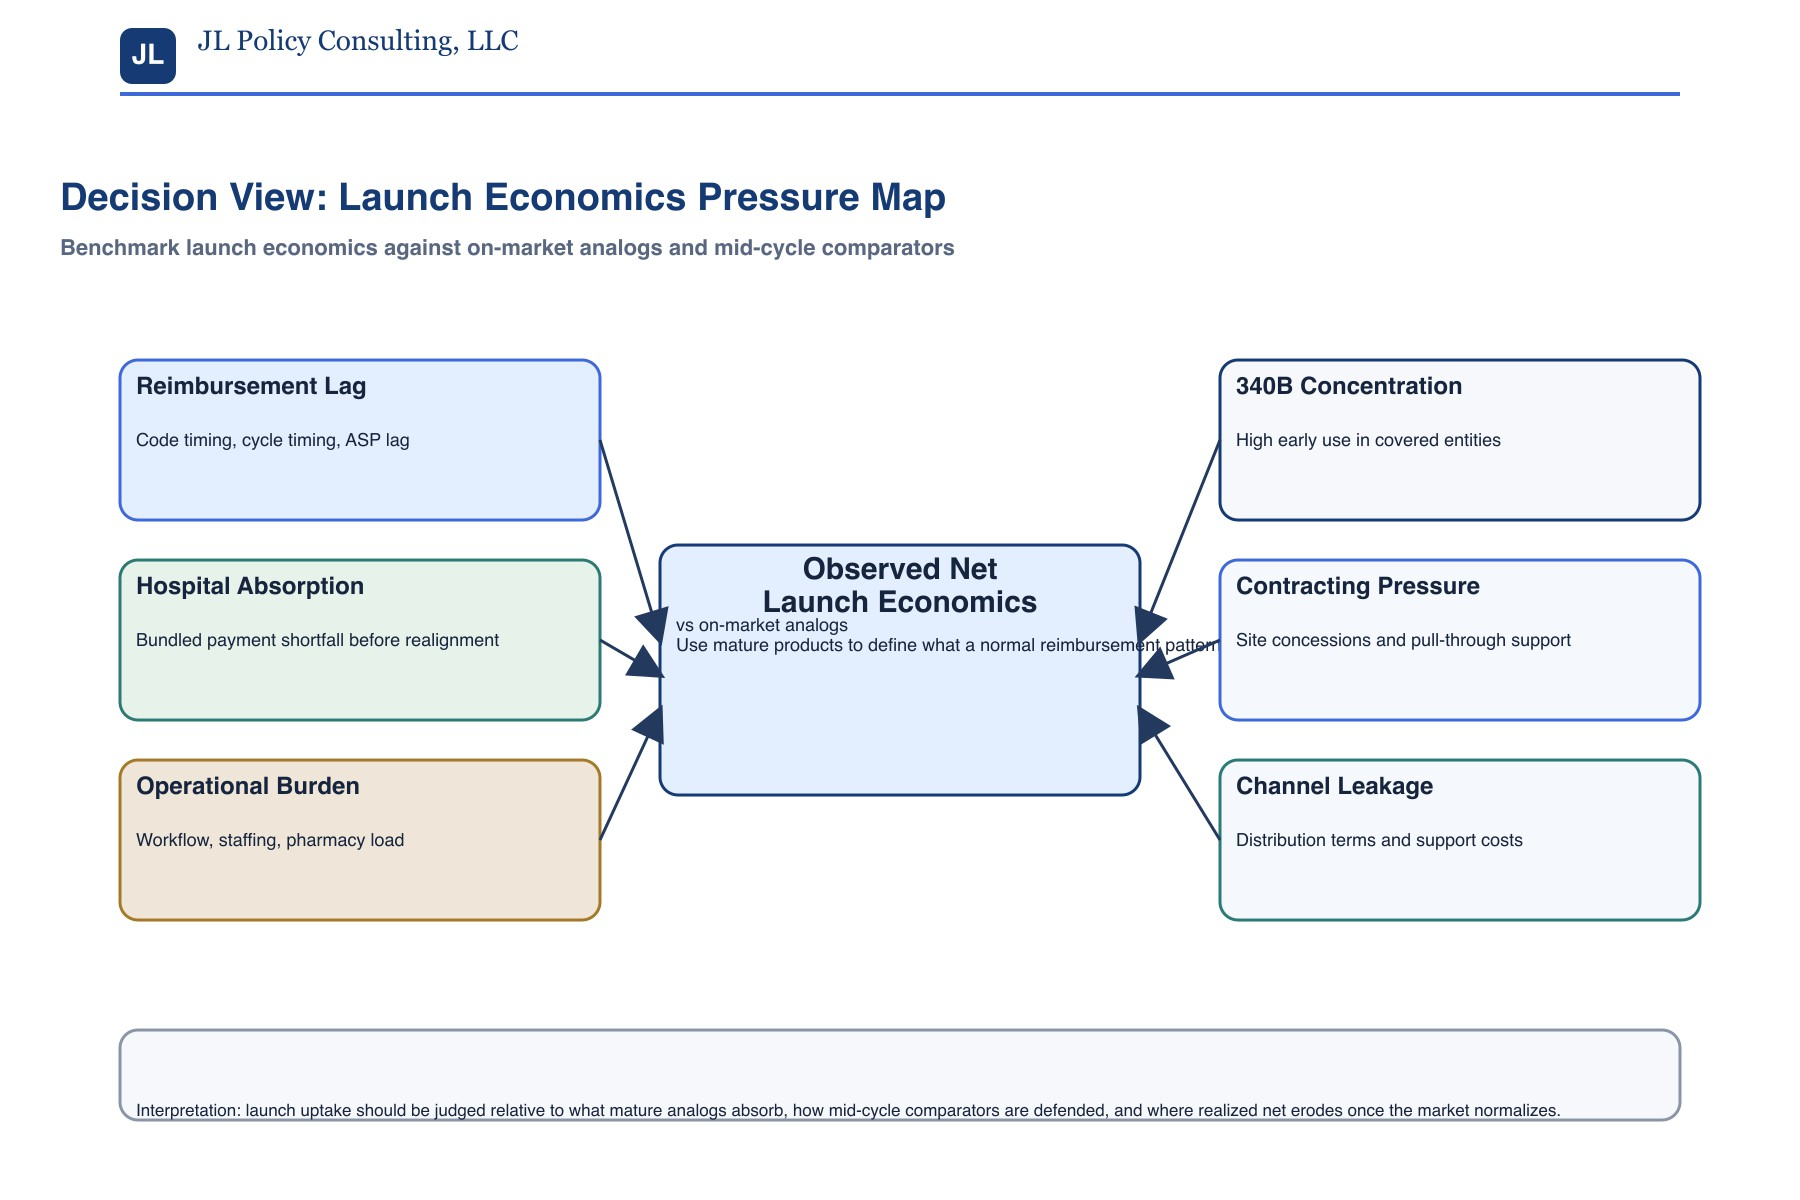 JL
JL Policy Consulting, LLC
Decision View: Launch Economics Pressure Map
Benchmark launch economics against on-market analogs and mid-cycle comparators
Reimbursement Lag
Code timing, cycle timing, ASP lag
Hospital Absorption
Bundled payment shortfall before realignment
Operational Burden
Workflow, staffing, pharmacy load
Observed Net
Launch Economics
vs on-market analogs
Use mature products to define what a normal reimbursement pattern
340B Concentration
High early use in covered entities
Contracting Pressure
Site concessions and pull-through support
Channel Leakage
Distribution terms and support costs
Interpretation: launch uptake should be judged relative to what mature analogs absorb, how mid-cycle comparators are defended, and where realized net erodes once the market normalizes.